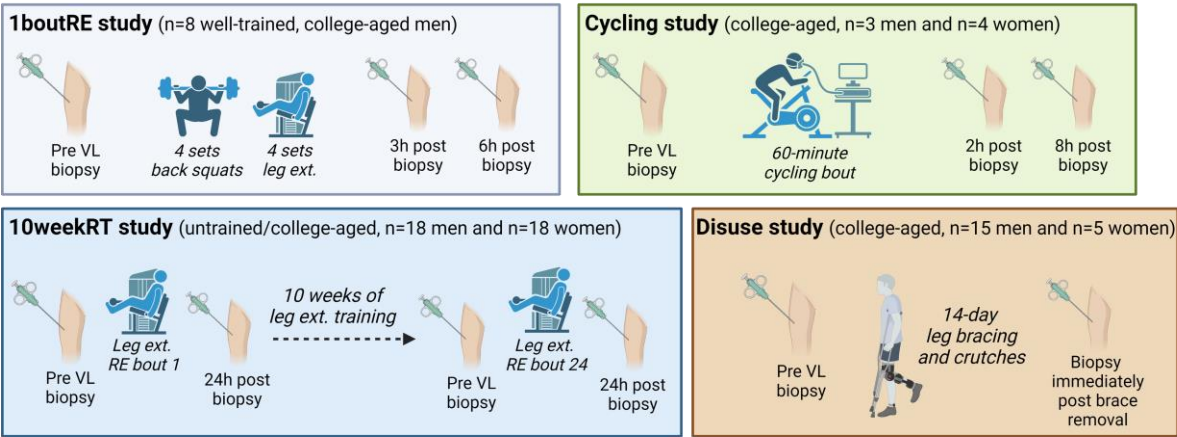 1boutRE study (n=8 well-trained, college-aged men)
Pre VL
biopsy
4 sets
back squats
4 sets
leg ext.
3h post
biopsy
6h post
biopsy
Cycling study (college-aged, n=3 men and n=4 women)
Pre VL
biopsy
60-minute
cycling bout
2h post
biopsy
8h post
biopsy
10weekRT study (untrained/college-aged, n=18 men and n=18 women)
Pre VL
biopsy
Leg ext.
RE bout 1
24h post
biopsy
10 weeks of
leg ext. training
Pre VL
biopsy
Leg ext.
RE bout 24
24h post
biopsy
Disuse study (college-aged, n=15 men and n=5 women)
Pre VL
biopsy
14-day
leg bracing
and crutches
Biopsy
immediately
post brace
removal